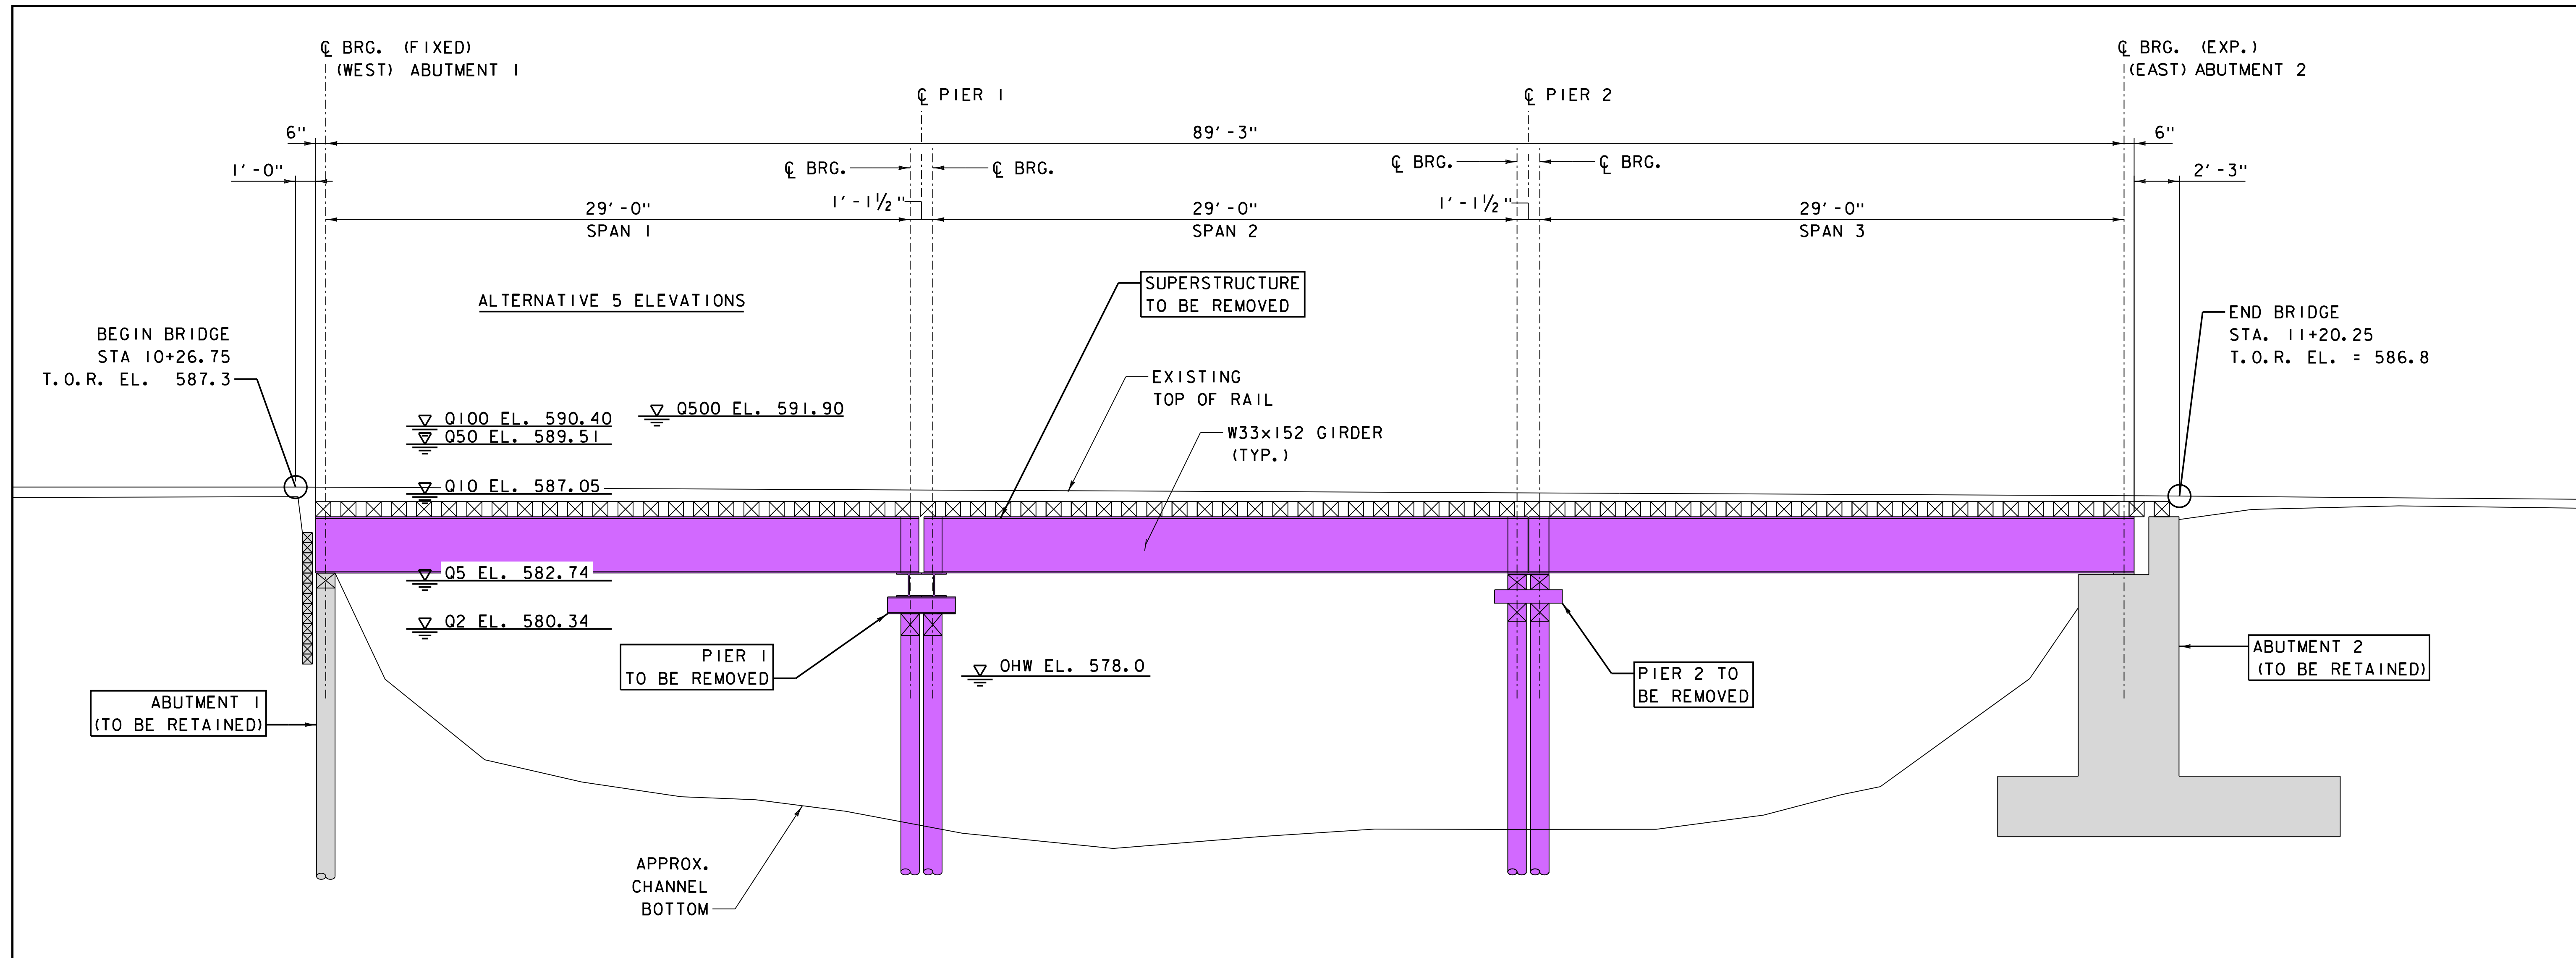 ℄ BRG. (FIXED)
(WEST) ABUTMENT 1
℄ BRG. (EXP.)
(EAST) ABUTMENT 2
℄ PIER 1
℄ PIER 2
6"
89'-3"
6"
1'-0"
℄ BRG.
℄ BRG.
℄ BRG.
℄ BRG.
2'-3"
29'-0"
SPAN 1
1'-1½"
29'-0"
SPAN 2
1'-1½"
29'-0"
SPAN 3
ALTERNATIVE 5 ELEVATIONS
SUPERSTRUCTURE
TO BE REMOVED
BEGIN BRIDGE
STA 10+26.75
T.O.R. EL. 587.3
END BRIDGE
STA. 11+20.25
T.O.R. EL. = 586.8
EXISTING
TOP OF RAIL
Q500 EL. 591.90
Q100 EL. 590.40
Q50 EL. 589.51
W33x152 GIRDER
(TYP.)
Q10 EL. 587.05
Q5 EL. 582.74
Q2 EL. 580.34
PIER 1
TO BE REMOVED
OHW EL. 578.0
PIER 2 TO
BE REMOVED
ABUTMENT 2
(TO BE RETAINED)
ABUTMENT 1
(TO BE RETAINED)
APPROX.
CHANNEL
BOTTOM